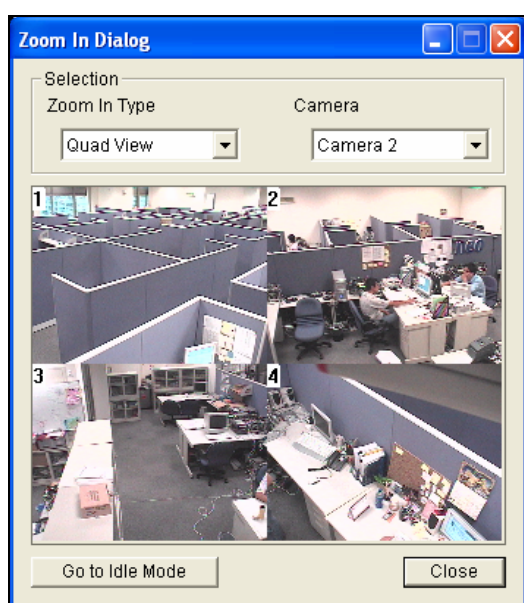 Zoom In Dialog
Selection
Zoom In Type Camera
Quad View Camera 2
1 2
3 4
Go to Idle Mode Close